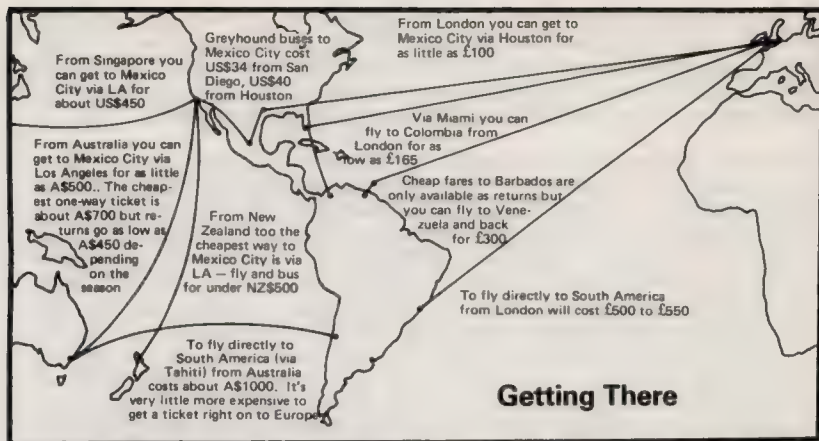 From Singapore you
can get to Mexico
City via LA for
about US$450
Greyhound buses to
Mexico City cost
US$34 from San
Diego, US$40
from Houston
From London you can get to
Mexico City via Houston for
as little as £100
Via Miami you can
fly to Colombia from
London for as
low as £165
From Australia you can
get to Mexico City via
Los Angeles for as little
as A$500.. The cheap-
est one-way ticket is
about A$700 but re-
turns go as low as
A$450 de-
pending
on the
season
From New
Zealand too the
cheapest way to
Mexico City is via
LA — fly and bus
for under NZ$500
Cheap fares to Barbados are
only available as returns but
you can fly to Vene-
zuela and back
for £300
To fly directly to South America
from London will cost £500 to £550
To fly directly to
South America (via
Tahiti) from Australia
costs about A$1000. It's
very little more expensive to
get a ticket right on to Europe
Getting There